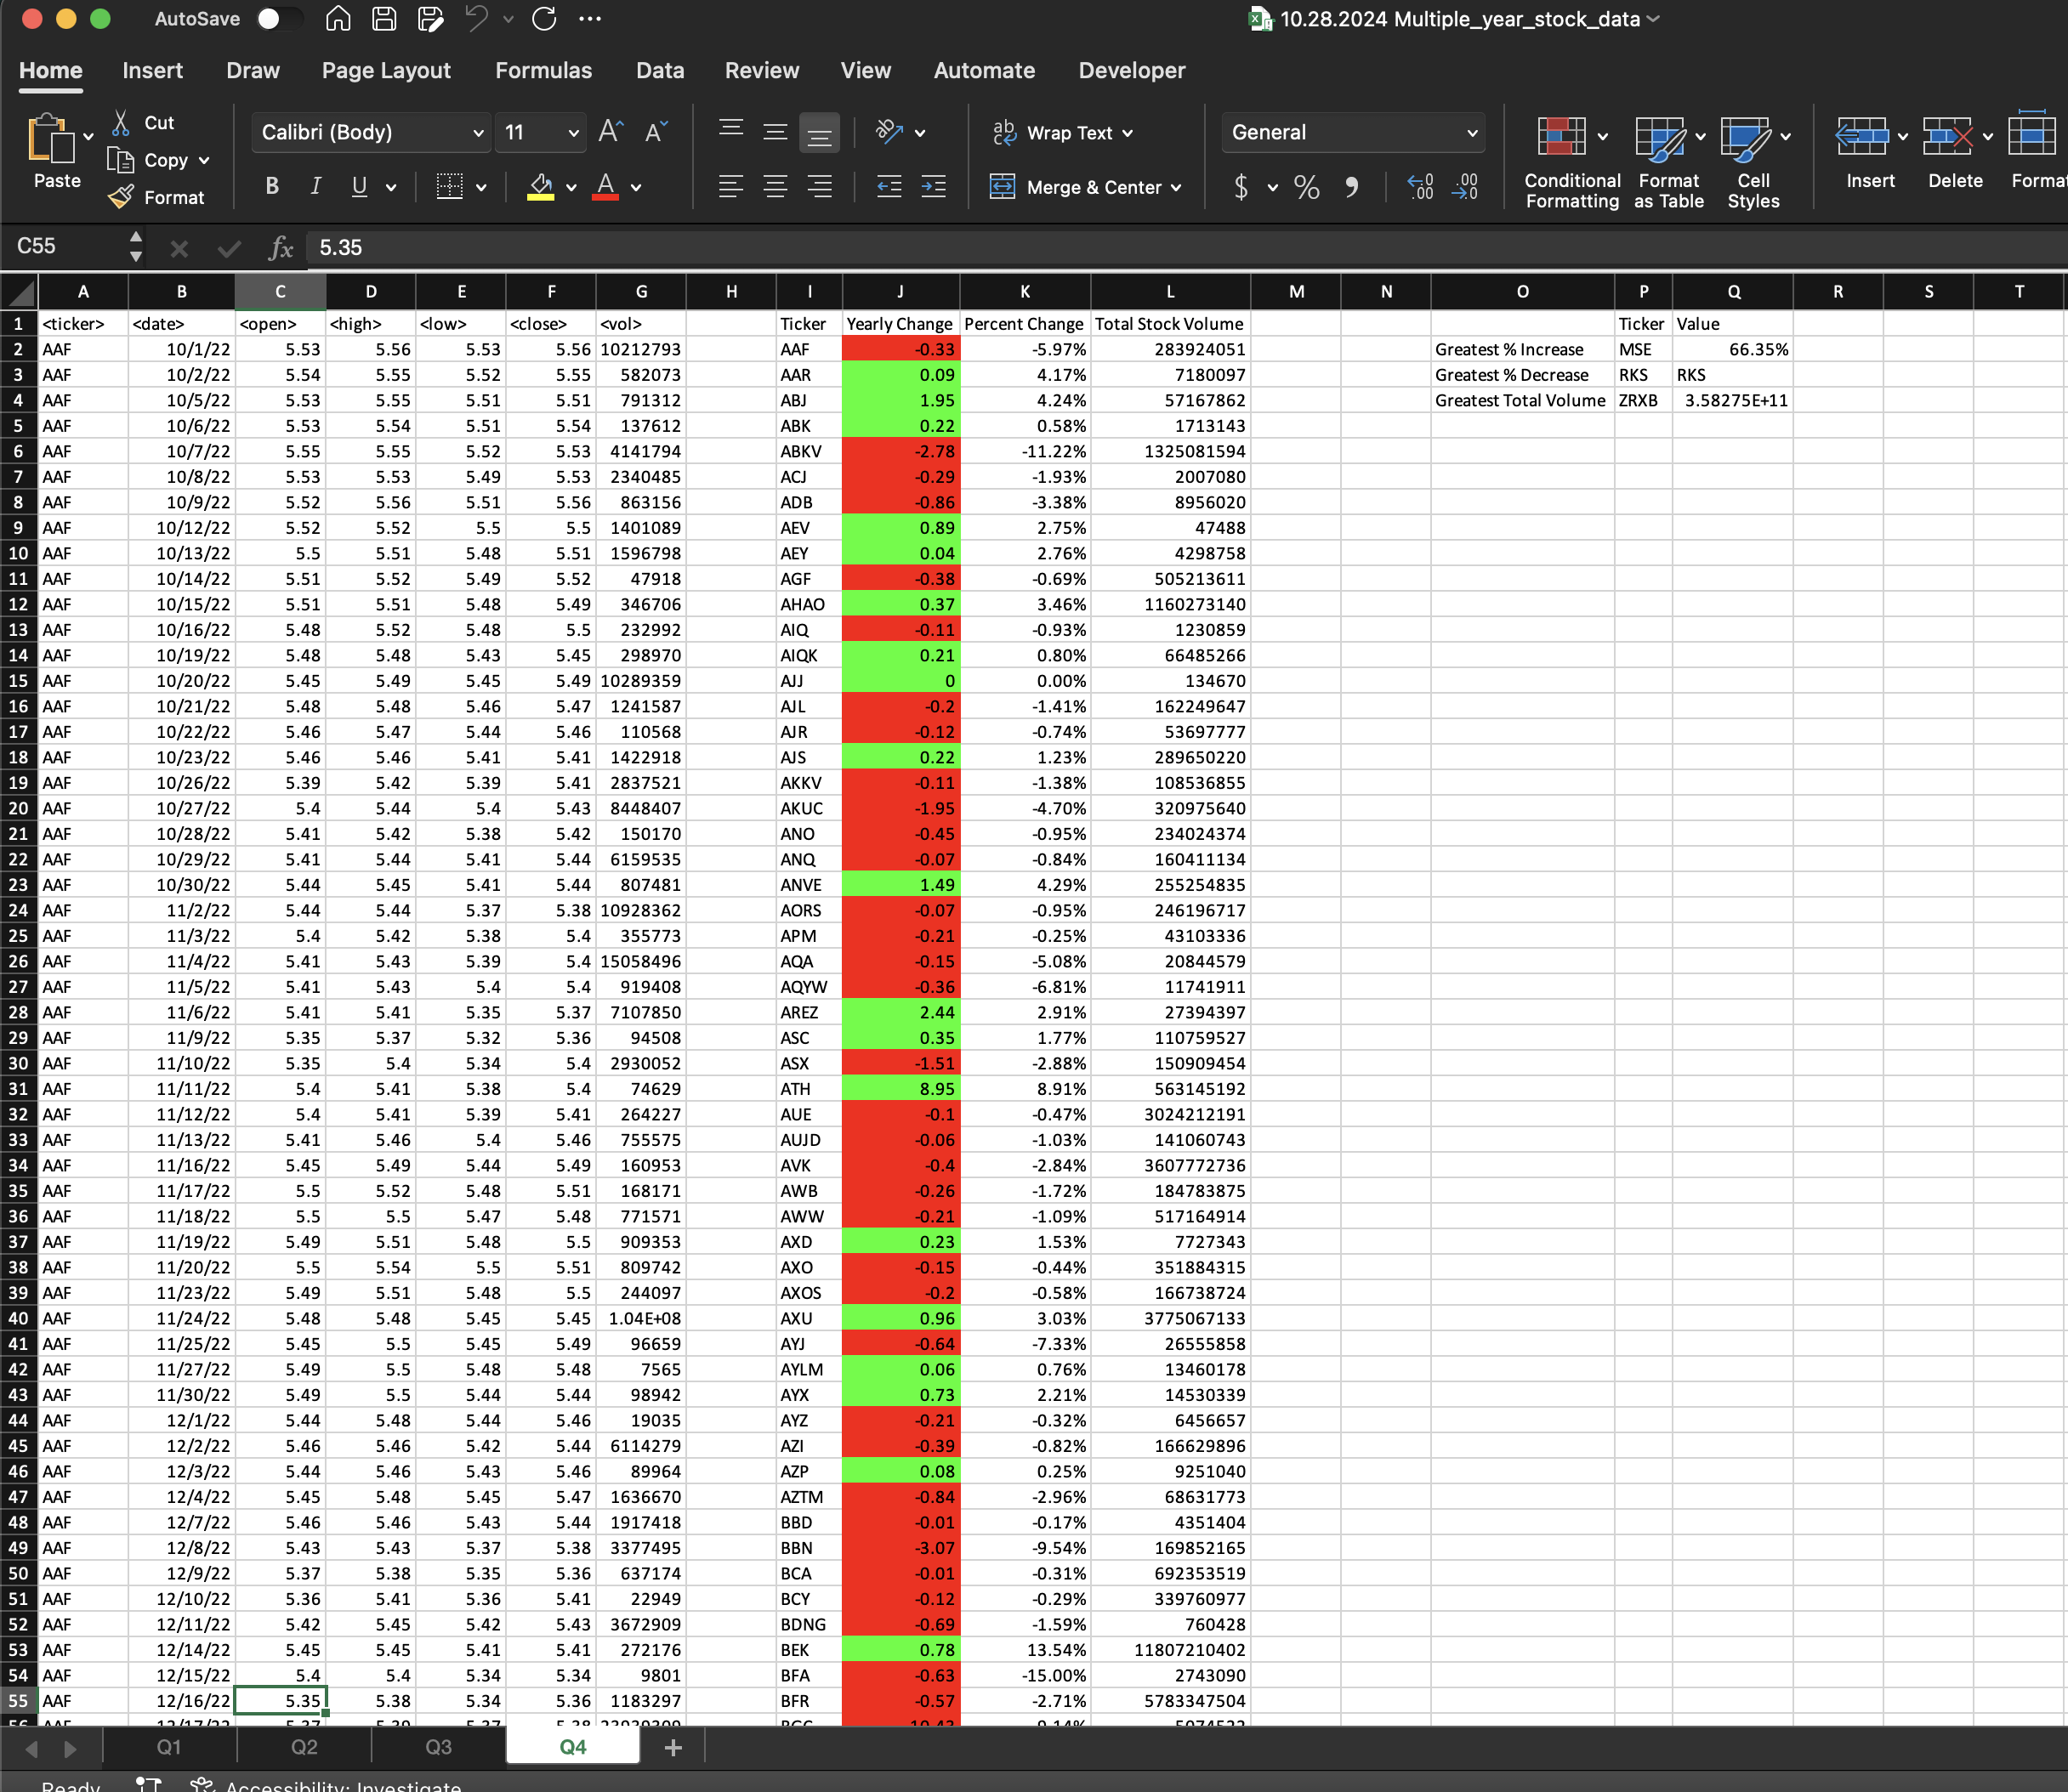 AutoSave 10.28.2024 Multiple_year_stock_data
Home Insert Draw Page Layout Formulas Data Review View Automate Developer
Paste Cut Copy Format
Calibri (Body) 11 B I U A
ab c Wrap Text Merge & Center
General $ % .00
Conditional Formatting Format as Table Cell Styles Insert Delete
C55 fx 5.35
A B C D E F G H I J K L M N O P Q R S T
1 <ticker> <date> <open> <high> <low> <close> <vol> Ticker Yearly Change Percent Change Total Stock Volume Ticker Value
2 AAF 10/1/22 5.53 5.56 5.53 5.56 10212793 AAF -0.33 -5.97% 283924051 Greatest % Increase MSE 66.35%
3 AAF 10/2/22 5.54 5.55 5.52 5.55 582073 AAR 0.09 4.17% 7180097 Greatest % Decrease RKS RKS
4 AAF 10/5/22 5.53 5.55 5.51 5.51 791312 ABJ 1.95 4.24% 57167862 Greatest Total Volume ZRXB 3.58275E+11
5 AAF 10/6/22 5.53 5.54 5.51 5.54 137612 ABK 0.22 0.58% 1713143
6 AAF 10/7/22 5.55 5.55 5.52 5.53 4141794 ABKV -2.78 -11.22% 1325081594
7 AAF 10/8/22 5.53 5.53 5.49 5.53 2340485 ACJ -0.29 -1.93% 2007080
8 AAF 10/9/22 5.52 5.56 5.51 5.56 863156 ADB -0.86 -3.38% 8956020
9 AAF 10/12/22 5.52 5.52 5.5 5.5 1401089 AEV 0.89 2.75% 47488
10 AAF 10/13/22 5.5 5.51 5.48 5.51 1596798 AEY 0.04 2.76% 4298758
11 AAF 10/14/22 5.51 5.52 5.49 5.52 47918 AGF -0.38 -0.69% 505213611
12 AAF 10/15/22 5.51 5.51 5.48 5.49 346706 AHAO 0.37 3.46% 1160273140
13 AAF 10/16/22 5.48 5.52 5.48 5.5 232992 AIQ -0.11 -0.93% 1230859
14 AAF 10/19/22 5.48 5.48 5.43 5.45 298970 AIQK 0.21 0.80% 66485266
15 AAF 10/20/22 5.45 5.49 5.45 5.49 10289359 AJJ 0 0.00% 134670
16 AAF 10/21/22 5.48 5.48 5.46 5.47 1241587 AJL -0.2 -1.41% 162249647
17 AAF 10/22/22 5.46 5.47 5.44 5.46 110568 AJR -0.12 -0.74% 53697777
18 AAF 10/23/22 5.46 5.46 5.41 5.41 1422918 AJS 0.22 1.23% 289650220
19 AAF 10/26/22 5.39 5.42 5.39 5.41 2837521 AKKV -0.11 -1.38% 108536855
20 AAF 10/27/22 5.4 5.44 5.4 5.43 8448407 AKUC -1.95 -4.70% 320975640
21 AAF 10/28/22 5.41 5.42 5.38 5.42 150170 ANO -0.45 -0.95% 234024374
22 AAF 10/29/22 5.41 5.44 5.41 5.44 6159535 ANQ -0.07 -0.84% 160411134
23 AAF 10/30/22 5.44 5.45 5.41 5.44 807481 ANVE 1.49 4.29% 255254835
24 AAF 11/2/22 5.44 5.44 5.37 5.38 10928362 AORS -0.07 -0.95% 246196717
25 AAF 11/3/22 5.4 5.42 5.38 5.4 355773 APM -0.21 -0.25% 43103336
26 AAF 11/4/22 5.41 5.43 5.39 5.4 15058496 AQA -0.15 -5.08% 20844579
27 AAF 11/5/22 5.41 5.43 5.4 5.4 919408 AQYW -0.36 -6.81% 11741911
28 AAF 11/6/22 5.41 5.41 5.35 5.37 7107850 AREZ 2.44 2.91% 27394397
29 AAF 11/9/22 5.35 5.37 5.32 5.36 94508 ASC 0.35 1.77% 110759527
30 AAF 11/10/22 5.35 5.4 5.34 5.4 2930052 ASX -1.51 -2.88% 150909454
31 AAF 11/11/22 5.4 5.41 5.38 5.4 74629 ATH 8.95 8.91% 563145192
32 AAF 11/12/22 5.4 5.41 5.39 5.41 264227 AUE -0.1 -0.47% 3024212191
33 AAF 11/13/22 5.41 5.46 5.4 5.46 755575 AUJD -0.06 -1.03% 141060743
34 AAF 11/16/22 5.45 5.49 5.44 5.49 160953 AVK -0.4 -2.84% 3607772736
35 AAF 11/17/22 5.5 5.52 5.48 5.51 168171 AWB -0.26 -1.72% 184783875
36 AAF 11/18/22 5.5 5.5 5.47 5.48 771571 AWW -0.21 -1.09% 517164914
37 AAF 11/19/22 5.49 5.51 5.48 5.5 909353 AXD 0.23 1.53% 7727343
38 AAF 11/20/22 5.5 5.54 5.5 5.51 809742 AXO -0.15 -0.44% 351884315
39 AAF 11/23/22 5.49 5.51 5.48 5.5 244097 AXOS -0.2 -0.58% 166738724
40 AAF 11/24/22 5.48 5.48 5.45 5.45 1.04E+08 AXU 0.96 3.03% 3775067133
41 AAF 11/25/22 5.45 5.5 5.45 5.49 96659 AYJ -0.64 -7.33% 26555858
42 AAF 11/27/22 5.49 5.5 5.48 5.48 7565 AYLM 0.06 0.76% 13460178
43 AAF 11/30/22 5.49 5.5 5.44 5.44 98942 AYX 0.73 2.21% 14530339
44 AAF 12/1/22 5.44 5.48 5.44 5.46 19035 AYZ -0.21 -0.32% 6456657
45 AAF 12/2/22 5.46 5.46 5.42 5.44 6114279 AZI -0.39 -0.82% 166629896
46 AAF 12/3/22 5.44 5.46 5.43 5.46 89964 AZP 0.08 0.25% 9251040
47 AAF 12/4/22 5.45 5.48 5.45 5.47 1636670 AZTM -0.84 -2.96% 68631773
48 AAF 12/7/22 5.46 5.46 5.43 5.44 1917418 BBD -0.01 -0.17% 4351404
49 AAF 12/8/22 5.43 5.43 5.37 5.38 3377495 BBN -3.07 -9.54% 169852165
50 AAF 12/9/22 5.37 5.38 5.35 5.36 637174 BCA -0.01 -0.31% 692353519
51 AAF 12/10/22 5.36 5.41 5.36 5.41 22949 BCY -0.12 -0.29% 339760977
52 AAF 12/11/22 5.42 5.45 5.42 5.43 3672909 BDNG -0.69 -1.59% 760428
53 AAF 12/14/22 5.45 5.45 5.41 5.41 272176 BEK 0.78 13.54% 11807210402
54 AAF 12/15/22 5.4 5.4 5.34 5.34 9801 BFA -0.63 -15.00% 2743090
55 AAF 12/16/22 5.35 5.38 5.34 5.36 1183297 BFR -0.57 -2.71% 5783347504
Q1 Q2 Q3 Q4 +
Ready Accessibility: Investigate